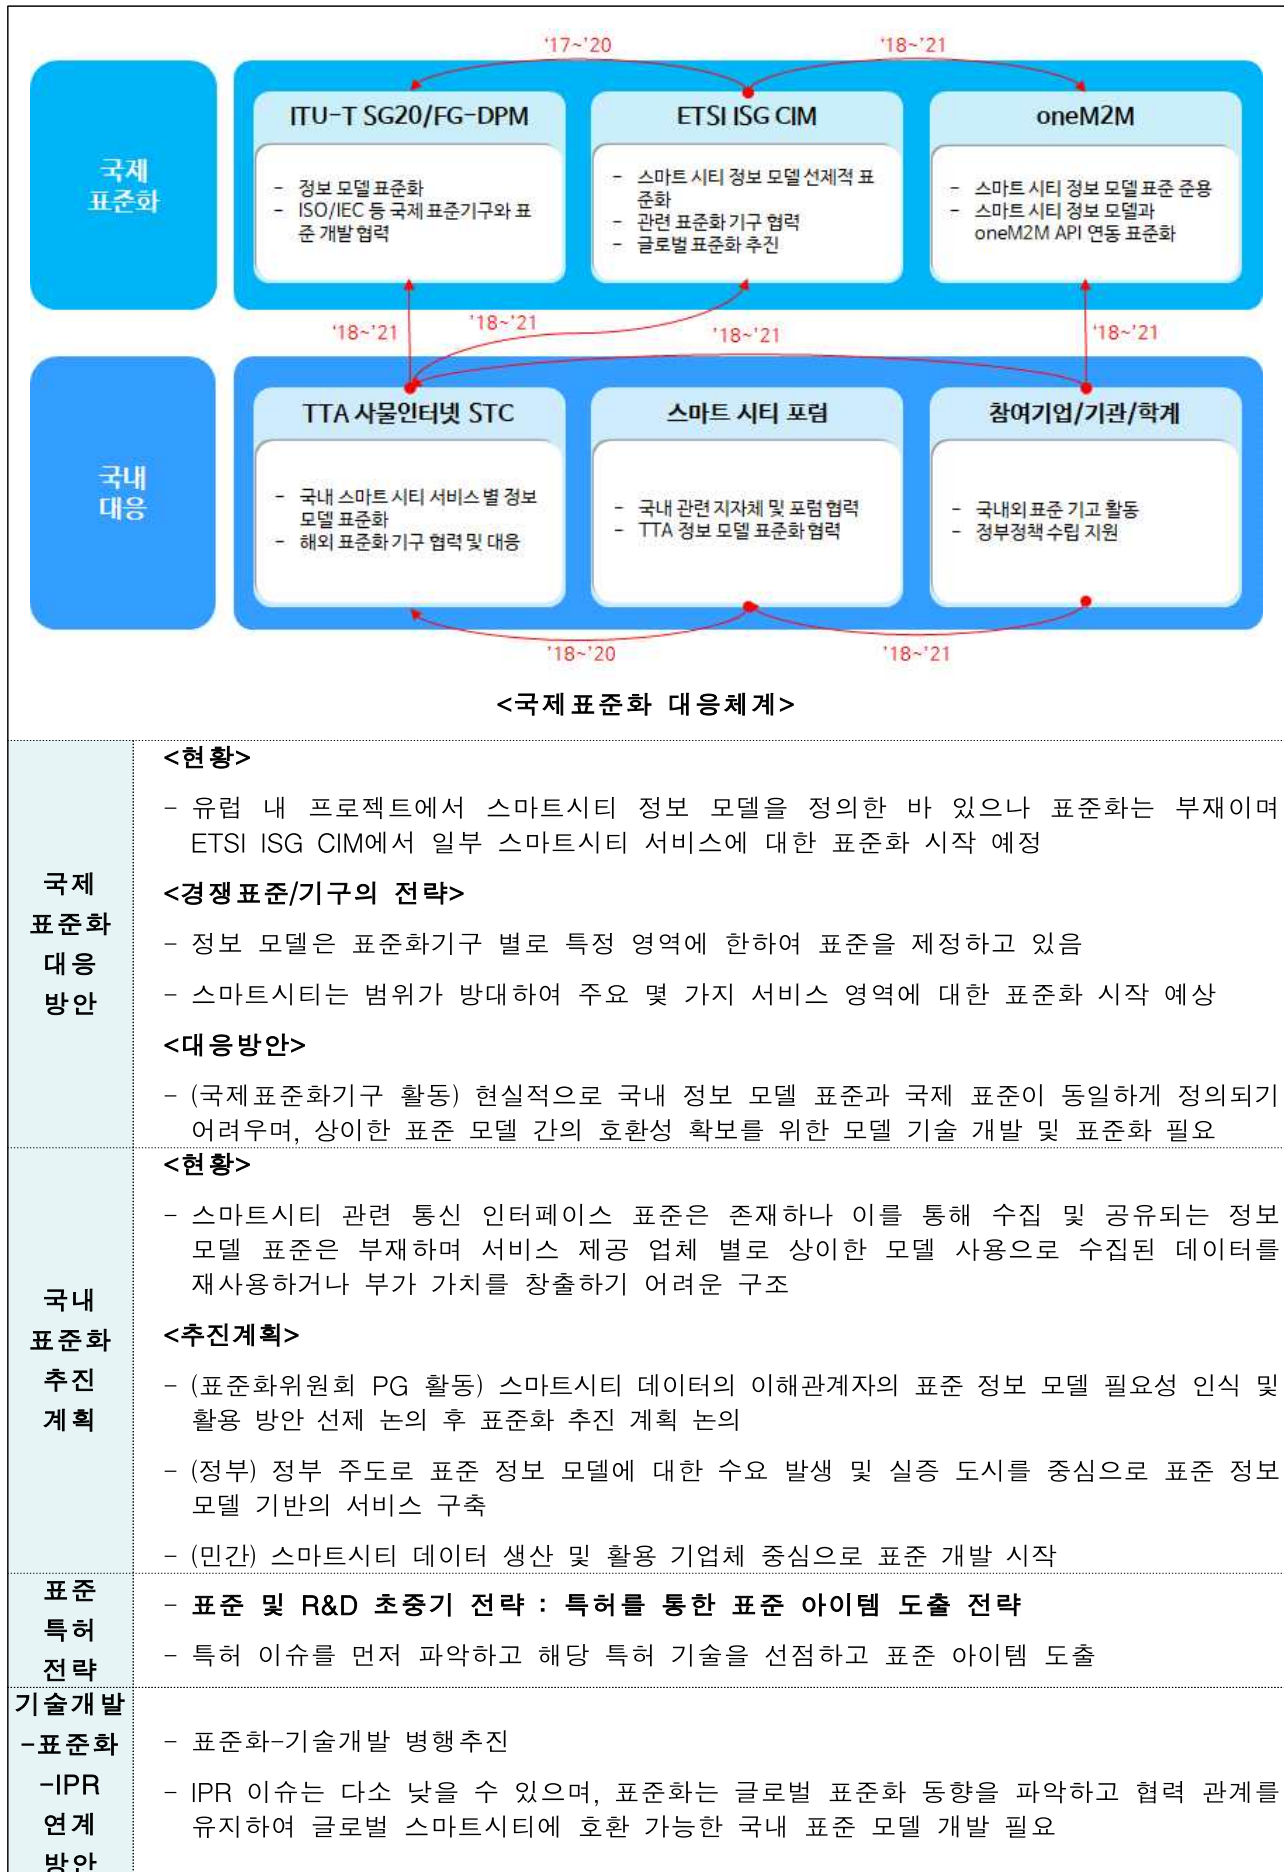 '17~'20
'18~'21
국제
표준화
ITU-T SG20/FG-DPM
- 정보 모델 표준화
- ISO/IEC 등 국제 표준기구와 표
준 개발 협력
ETSI ISG CIM
- 스마트 시티 정보 모델 선제적 표
준화
- 관련 표준화 기구 협력
- 글로벌 표준화 추진
oneM2M
- 스마트 시티 정보 모델 표준 준용
- 스마트 시티 정보 모델과
oneM2M API 연동 표준화
'18~'21
'18~'21
'18~'21
'18~'21
국내
대응
TTA 사물인터넷 STC
- 국내 스마트 시티 서비스 별 정보
모델 표준화
- 해외 표준화 기구 협력 및 대응
스마트 시티 포럼
- 국내 관련 지자체 및 포럼 협력
- TTA 정보 모델 표준화 협력
참여기업/기관/학계
- 국내외 표준 기고 활동
- 정부정책 수립 지원
'18~'20
'18~'21
<국제표준화 대응체계>
국제
표준화
대응
방안
<현황>
- 유럽 내 프로젝트에서 스마트시티 정보 모델을 정의한 바 있으나 표준화는 부재이며
ETSI ISG CIM에서 일부 스마트시티 서비스에 대한 표준화 시작 예정
<경쟁표준/기구의 전략>
- 정보 모델은 표준화기구 별로 특정 영역에 한하여 표준을 제정하고 있음
- 스마트시티는 범위가 방대하여 주요 몇 가지 서비스 영역에 대한 표준화 시작 예상
<대응방안>
- (국제표준화기구 활동) 현실적으로 국내 정보 모델 표준과 국제 표준이 동일하게 정의되기
어려우며, 상이한 표준 모델 간의 호환성 확보를 위한 모델 기술 개발 및 표준화 필요
국내
표준화
추진
계획
<현황>
- 스마트시티 관련 통신 인터페이스 표준은 존재하나 이를 통해 수집 및 공유되는 정보
모델 표준은 부재하며 서비스 제공 업체 별로 상이한 모델 사용으로 수집된 데이터를
재사용하거나 부가 가치를 창출하기 어려운 구조
<추진계획>
- (표준화위원회 PG 활동) 스마트시티 데이터의 이해관계자의 표준 정보 모델 필요성 인식 및
활용 방안 선제 논의 후 표준화 추진 계획 논의
- (정부) 정부 주도로 표준 정보 모델에 대한 수요 발생 및 실증 도시를 중심으로 표준 정보
모델 기반의 서비스 구축
- (민간) 스마트시티 데이터 생산 및 활용 기업체 중심으로 표준 개발 시작
표준
특허
전략
- 표준 및 R&D 초중기 전략 : 특허를 통한 표준 아이템 도출 전략
- 특허 이슈를 먼저 파악하고 해당 특허 기술을 선점하고 표준 아이템 도출
기술개발
-표준화
-IPR
연계
방안
- 표준화-기술개발 병행추진
- IPR 이슈는 다소 낮을 수 있으며, 표준화는 글로벌 표준화 동향을 파악하고 협력 관계를
유지하여 글로벌 스마트시티에 호환 가능한 국내 표준 모델 개발 필요